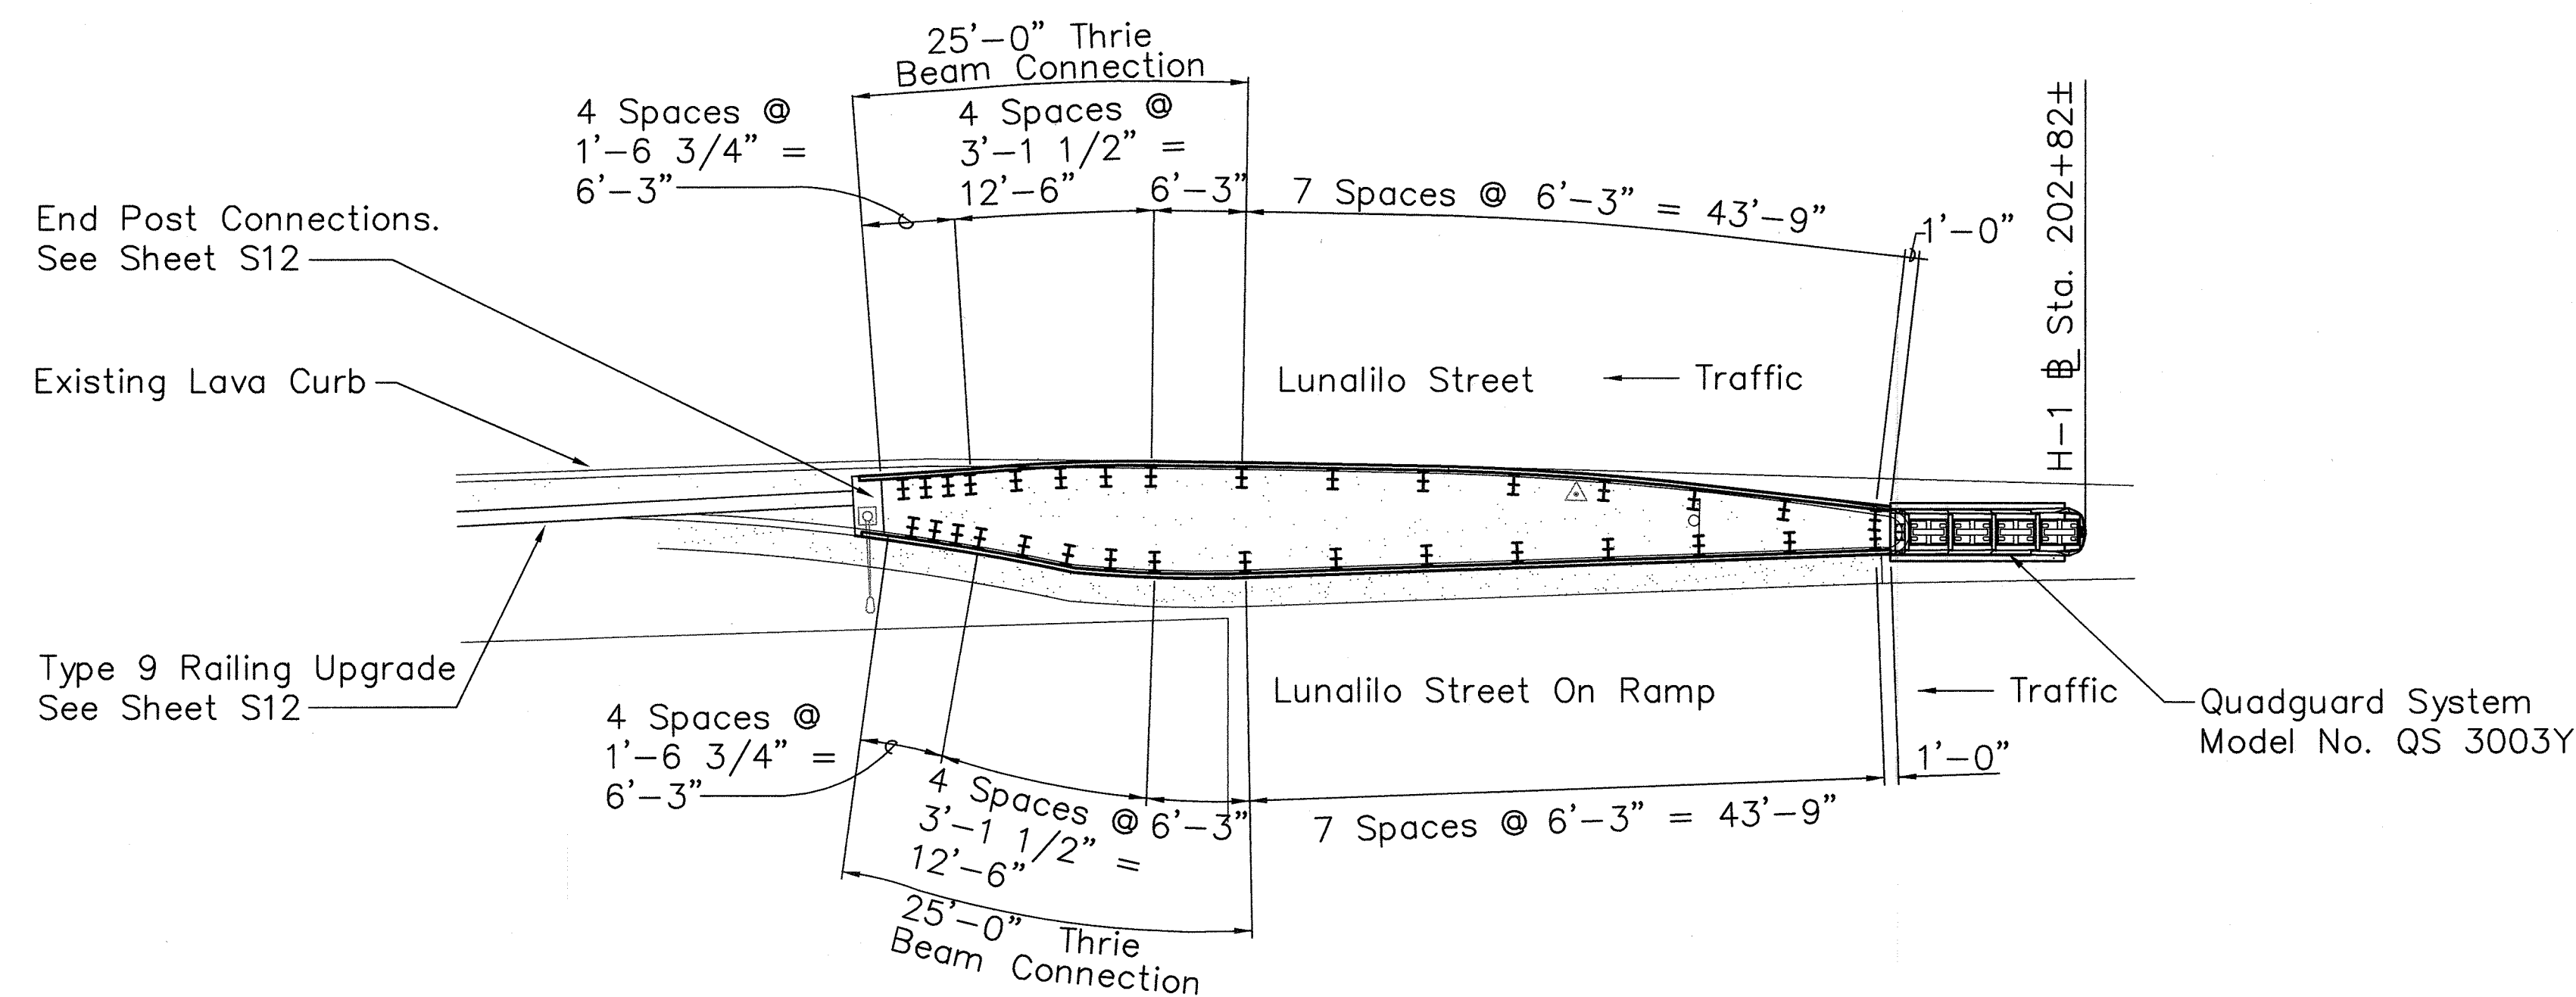 25'-0" Thrie
Beam Connection
4 Spaces @
1'-6 3/4" =
6'-3"
4 Spaces @
3'-1 1/2" =
12'-6"
6'-3"
7 Spaces @ 6'-3" = 43'-9"
1'-0"
H-1 B Sta. 202+82±
End Post Connections.
See Sheet S12
Existing Lava Curb
Lunalilo Street
Traffic
Type 9 Railing Upgrade
See Sheet S12
Lunalilo Street On Ramp
Traffic
Quadguard System
Model No. QS 3003Y
4 Spaces @
1'-6 3/4" =
6'-3"
4 Spaces @
3'-1 1/2" =
12'-6"
6'-3"
7 Spaces @ 6'-3" = 43'-9"
1'-0"
25'-0" Thrie
Beam Connection